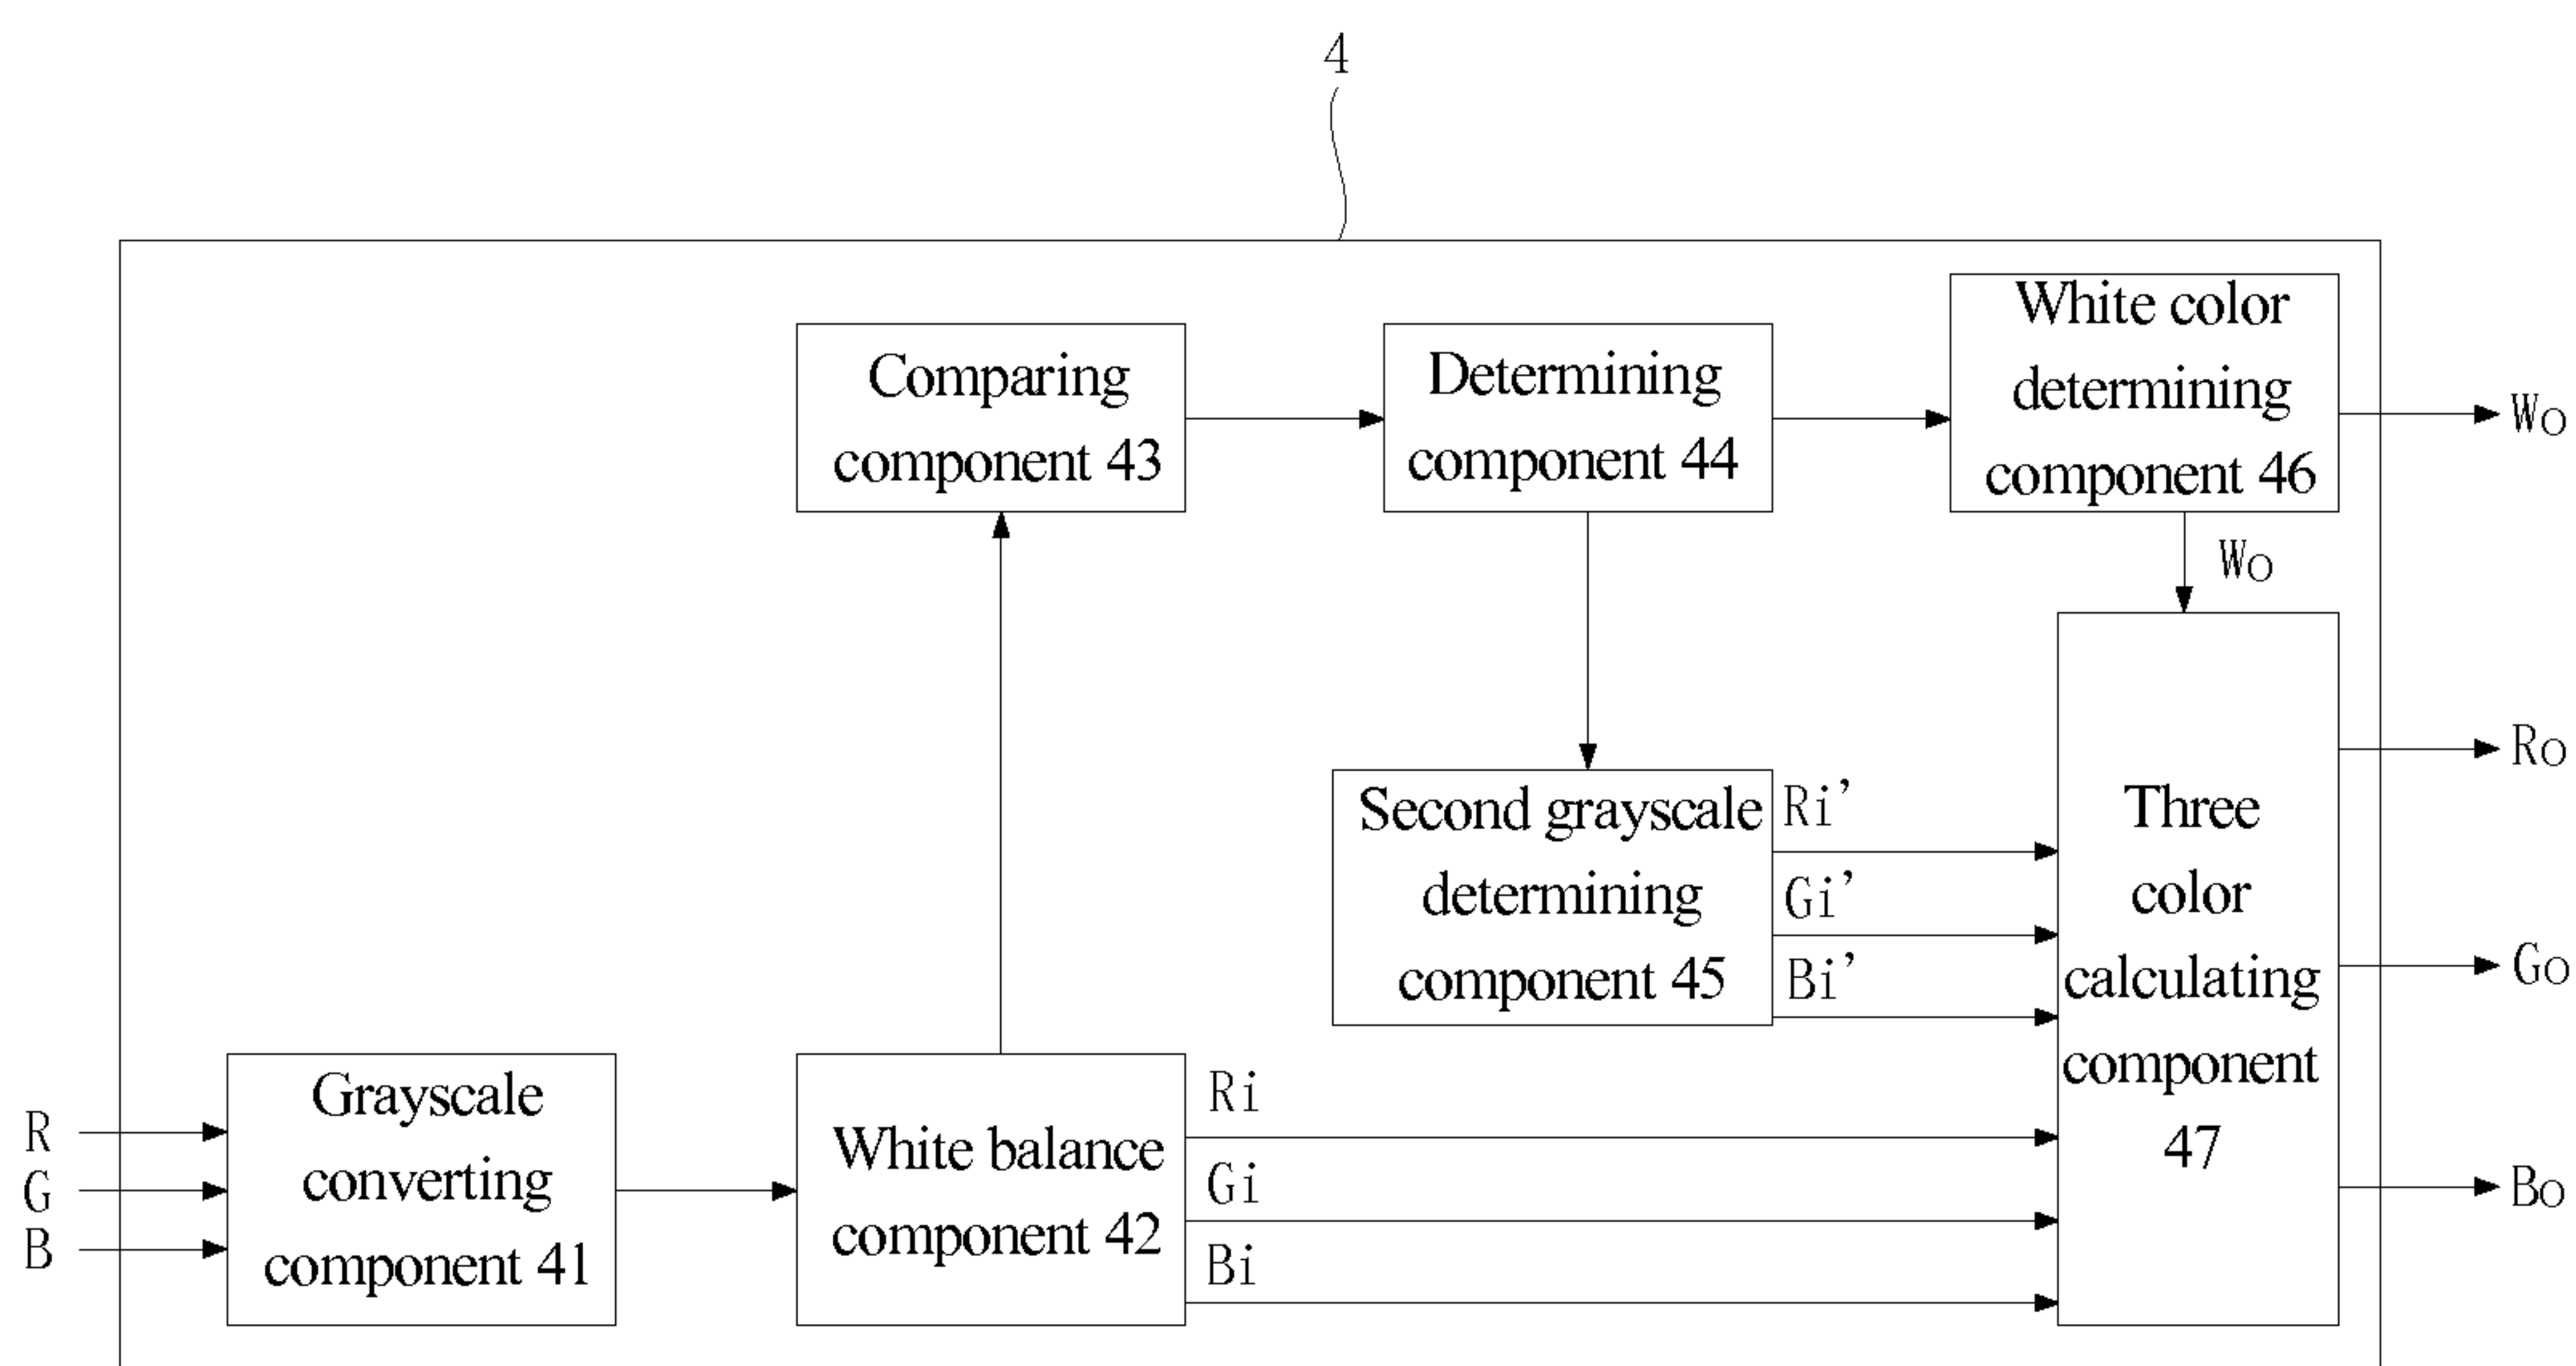 4
Comparing
component 43
Determining
component 44
White color
determining
component 46
Wo
Wo
Second grayscale
determining
component 45
Ri’
Gi’
Bi’
Three
color
calculating
component
47
Ro
Go
Bo
R
G
B
Grayscale
converting
component 41
White balance
component 42
Ri
Gi
Bi